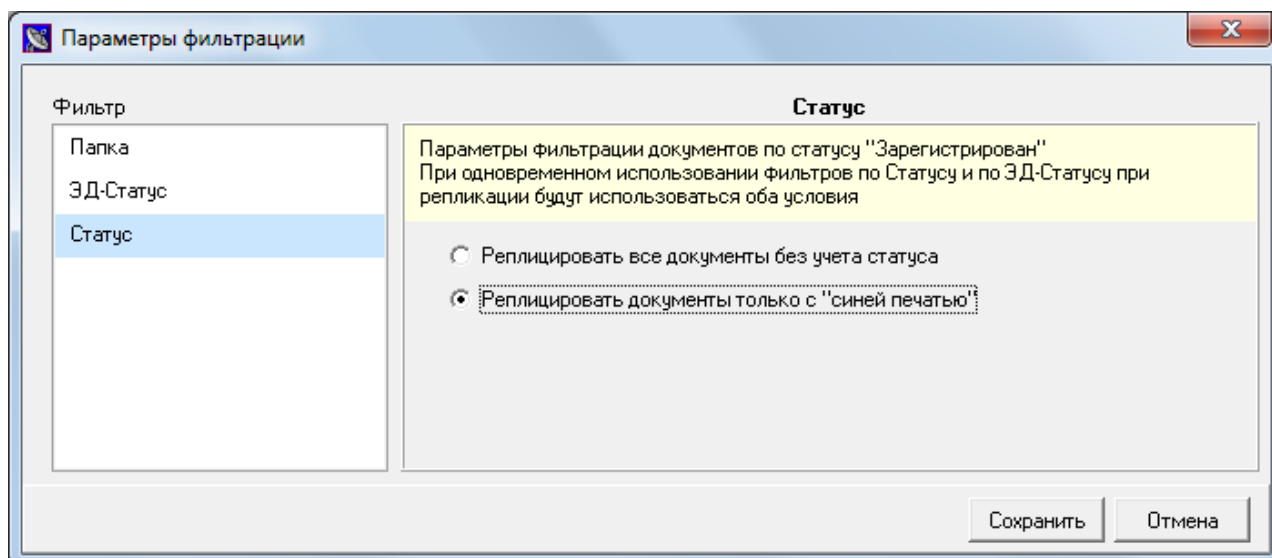 Параметры фильтрации
Фильтр
Папка
ЭД-Статус
Статус
Статус
Параметры фильтрации документов по статусу "Зарегистрирован"
При одновременном использовании фильтров по Статусу и по ЭД-Статусу при
репликации будут использоваться оба условия
Реплицировать все документы без учета статуса
Реплицировать документы только с "синей печатью"
Сохранить
Отмена